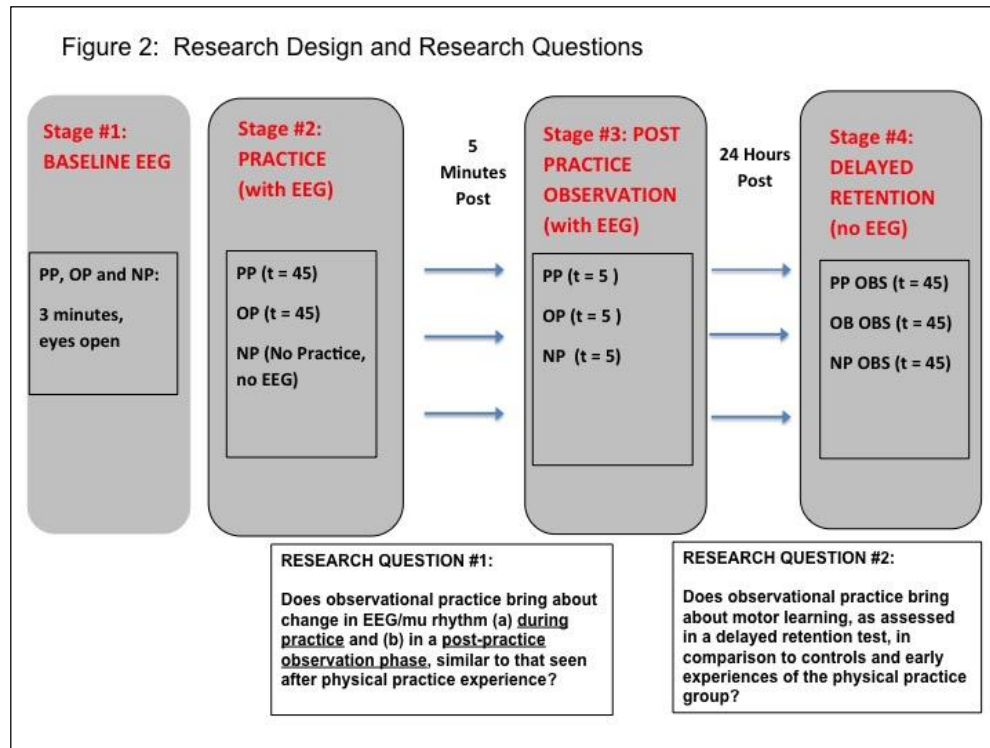 Figure 2: Research Design and Research Questions
Stage #1:
BASELINE EEG
PP, OP and NP:
3 minutes,
eyes open
Stage #2:
PRACTICE
(with EEG)
PP (t = 45)
OP (t = 45)
NP (No Practice,
no EEG)
5
Minutes
Post
Stage #3: POST
PRACTICE
OBSERVATION
(with EEG)
PP (t = 5 )
OP (t = 5 )
NP (t = 5)
24 Hours
Post
Stage #4:
DELAYED
RETENTION
(no EEG)
PP OBS (t = 45)
OB OBS (t = 45)
NP OBS (t = 45)
RESEARCH QUESTION #1:
Does observational practice bring about
change in EEG/mu rhythm (a) during
practice and (b) in a post-practice
observation phase, similar to that seen
after physical practice experience?
RESEARCH QUESTION #2:
Does observational practice bring
about motor learning, as assessed
in a delayed retention test, in
comparison to controls and early
experiences of the physical practice
group?